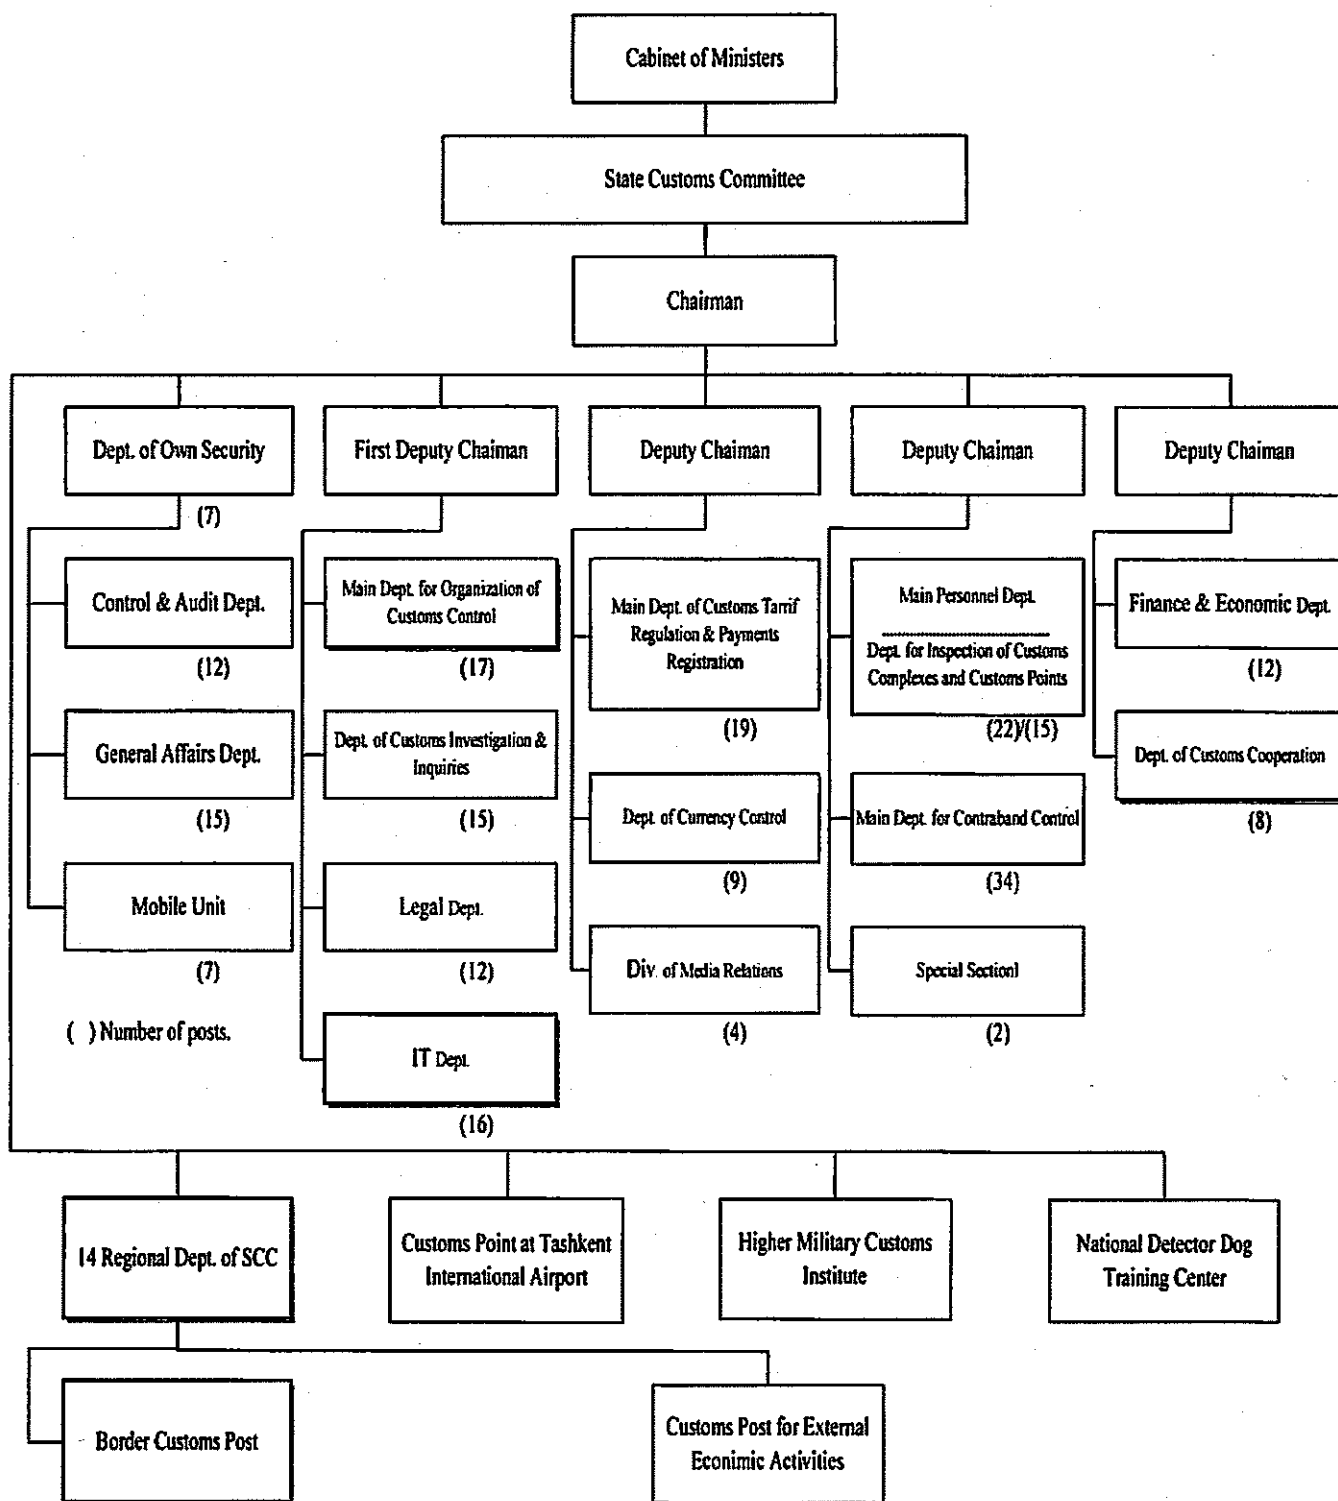 Cabinet of Ministers
State Customs Committee
Chairman
Dept. of Own Security
(7)
First Deputy Chaiman
Deputy Chaiman
Deputy Chaiman
Deputy Chaiman
Control & Audit Dept.
(12)
General Affairs Dept.
(15)
Mobile Unit
(7)
( ) Number of posts.
Main Dept. for Organization of
Customs Control
(17)
Dept. of Customs Investigation &
Inquiries
(15)
Legal Dept.
(12)
IT Dept.
(16)
Main Dept. of Customs Tarrif
Regulation & Payments
Registration
(19)
Dept. of Currency Control
(9)
Div. of Media Relations
(4)
Main Personnel Dept.
Dept. for Inspection of Customs
Complexes and Customs Points
(22)/(15)
Main Dept. for Contraband Control
(34)
Special Section1
(2)
Finance & Economic Dept.
(12)
Dept. of Customs Cooperation
(8)
14 Regional Dept. of SCC
Customs Point at Tashkent
International Airport
Higher Military Customs
Institute
National Detector Dog
Training Center
Border Customs Post
Customs Post for External
Econimic Activities